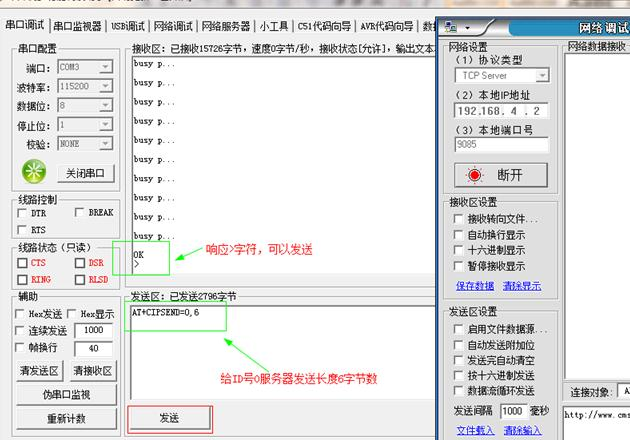 串口调试 串口监视器 USB调试 网络调试 网络服务器 小工具 C51代码向导 AVR代码向导
串口配置
端口: COM3
波特率: 115200
数据位: 8
停止位: 1
校验: NONE
关闭串口
线路控制
DTR BREAK
RTS
线路状态（只读）
CTS DSR
RING RLSD
辅助
Hex发送 Hex显示
连续发送 1000
帧换行 40
清发送区 清接收区
伪串口监视
重新计数
接收区: 已接收15726字节, 速度0字节/秒, 接收状态[允许], 输出文本
busy p...
busy p...
busy p...
busy p...
busy p...
busy p...
busy p...
busy p...
busy p...
busy p...
OK
>
响应>字符, 可以发送
发送区: 已发送2796字节
AT+CIPSEND=0,6
给ID号0服务器发送长度6字节数
发送
网络调试
网络设置
（1）协议类型
TCP Server
（2）本地IP地址
192.168. 4 . 2
（3）本地端口号
9085
断开
接收区设置
接收转向文件...
自动换行显示
十六进制显示
暂停接收显示
保存数据 清除显示
发送区设置
启用文件数据源...
自动发送附加位
发送完自动清空
按十六进制发送
数据流循环发送
发送间隔 1000 毫秒
文件载入 清除输入
网络数据接收
连接对象:
http://www.cms